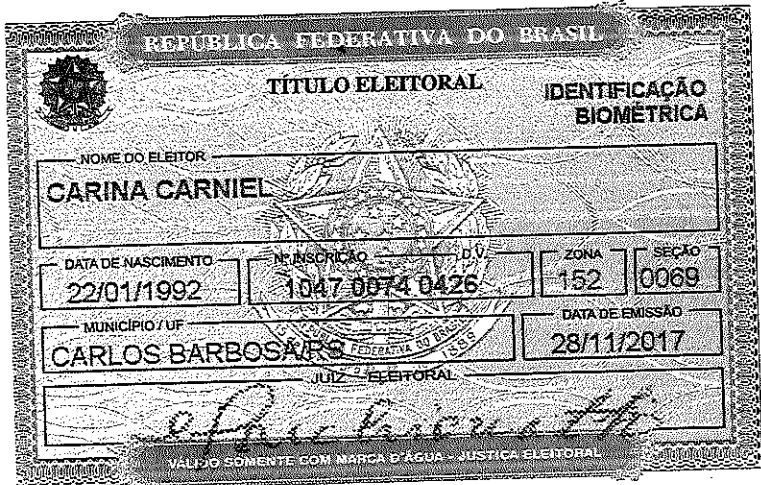 REPÚBLICA FEDERATIVA DO BRASIL
TÍTULO ELEITORAL
IDENTIFICAÇÃO
BIOMÉTRICA
NOME DO ELEITOR
CARINA CARNIEL
DATA DE NASCIMENTO
22/01/1992
Nº INSCRIÇÃO D.V.
1047 0074 0426
ZONA
152
SEÇÃO
0069
MUNICÍPIO / UF
CARLOS BARBOSA/RS
DATA DE EMISSÃO
28/11/2017
JUIZ ELEITORAL
VALIDO SOMENTE COM MARCA D'ÁGUA - JUSTIÇA ELEITORAL